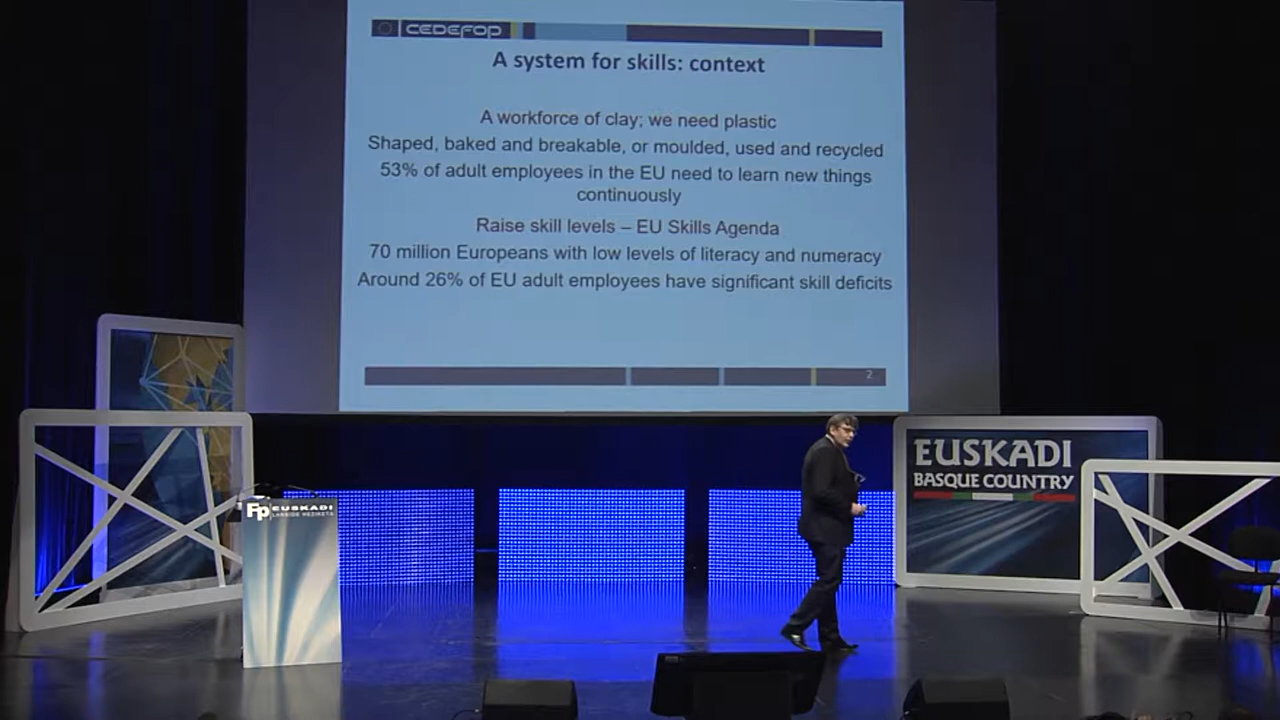 CEDEFOP
A system for skills: context
A workforce of clay; we need plastic
Shaped, baked and breakable, or moulded, used and recycled
53% of adult employees in the EU need to learn new things
continuously
Raise skill levels – EU Skills Agenda
70 million Europeans with low levels of literacy and numeracy
Around 26% of EU adult employees have significant skill deficits
2
EUSKADI
BASQUE COUNTRY
Fp EUSKADI
LANBIDE HEZIKETA